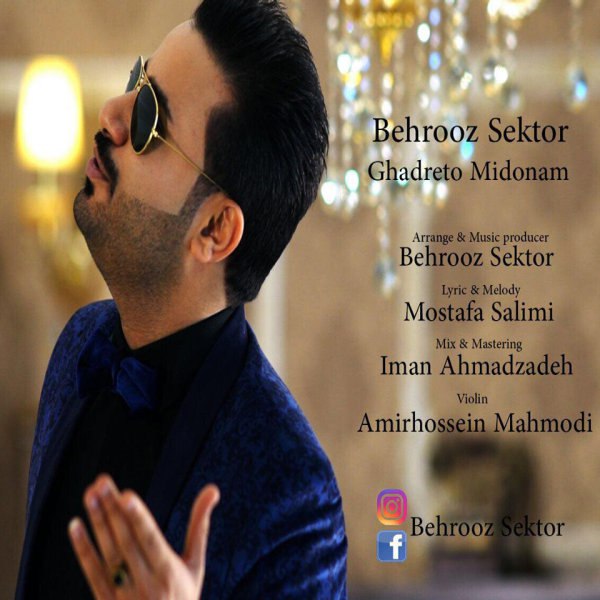 Behrooz Sektor
Ghadreto Midonam
Arrange & Music producer
Behrooz Sektor
Lyric & Melody
Mostafa Salimi
Mix & Mastering
Iman Ahmadzadeh
Violin
Amirhossein Mahmodi
Behrooz Sektor